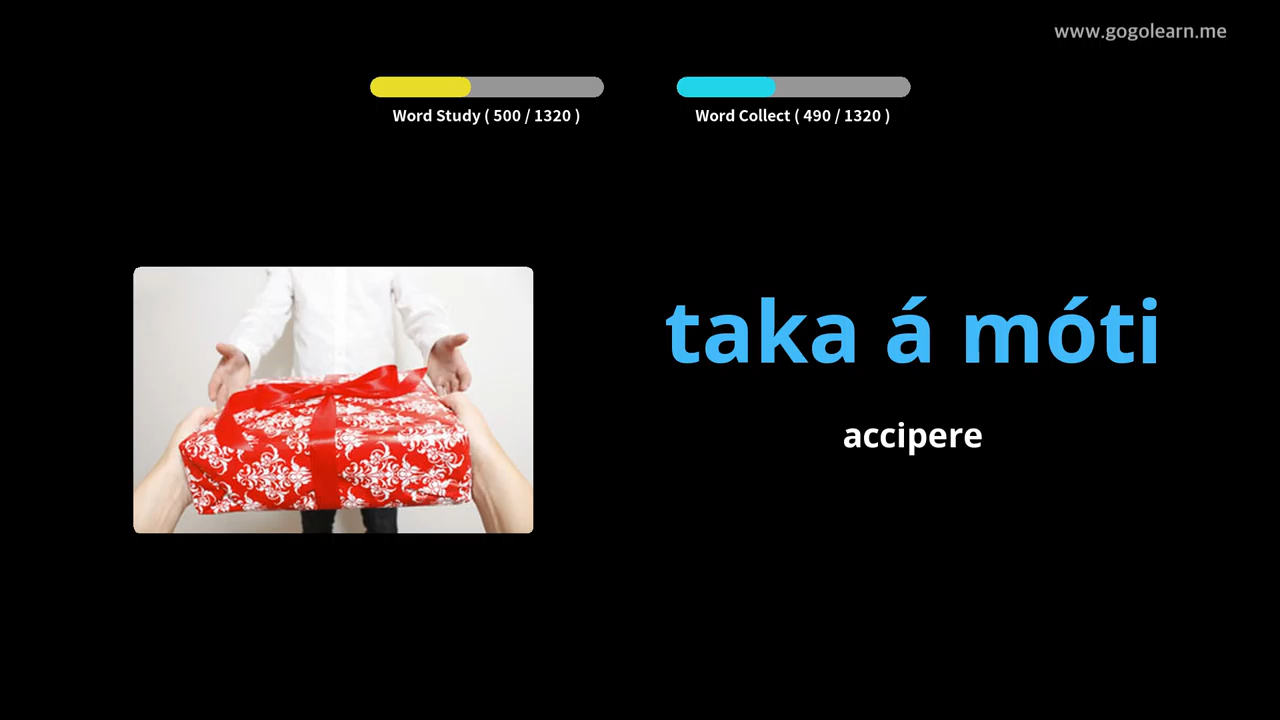 www.gogolearn.me
Word Study ( 500 / 1320 )
Word Collect ( 490 / 1320 )
taka á móti
accipere